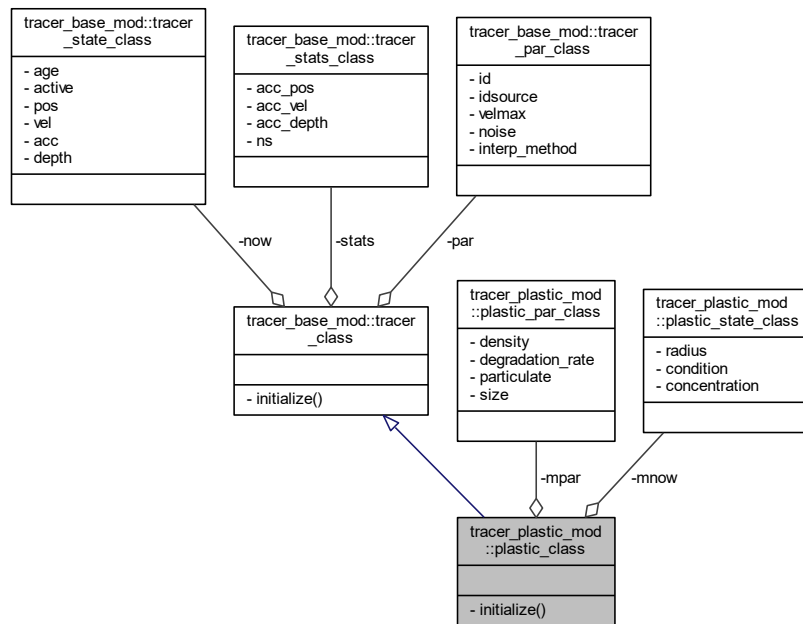 tracer_base_mod::tracer
_state_class
- age
- active
- pos
- vel
- acc
- depth
tracer_base_mod::tracer
_stats_class
- acc_pos
- acc_vel
- acc_depth
- ns
tracer_base_mod::tracer
_par_class
- id
- idsource
- velmax
- noise
- interp_method
-now
-stats
-par
tracer_base_mod::tracer
_class
- initialize()
tracer_plastic_mod
::plastic_par_class
- density
- degradation_rate
- particulate
- size
tracer_plastic_mod
::plastic_state_class
- radius
- condition
- concentration
-mpar
-mnow
tracer_plastic_mod
::plastic_class
- initialize()